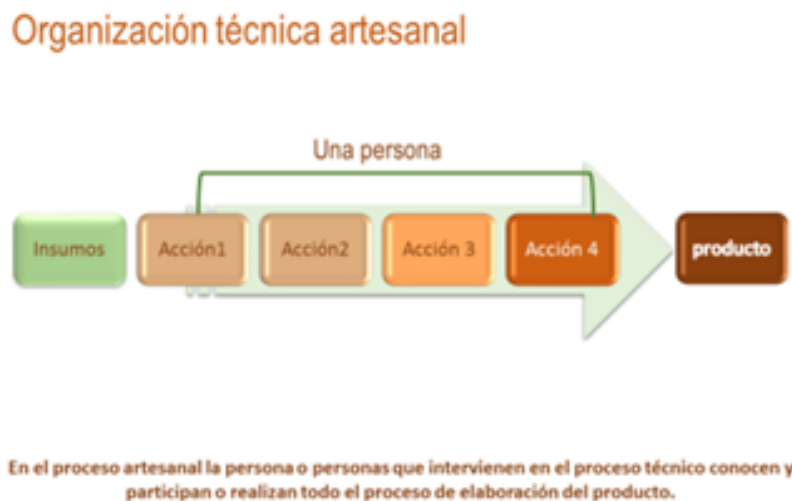 Organización técnica artesanal
Una persona
Insumos
Acción1
Acción2
Acción 3
Acción 4
producto
En el proceso artesanal la persona o personas que intervienen en el proceso técnico conocen y
participan o realizan todo el proceso de elaboración del producto.